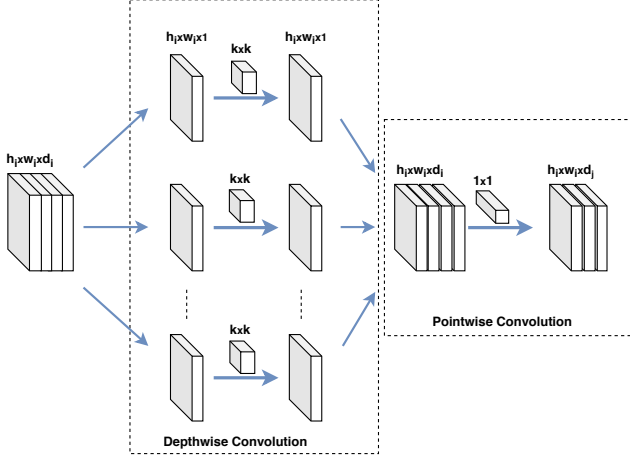 hᵢxwᵢx1
hᵢxwᵢx1
kxk
hᵢxwᵢxdᵢ
kxk
hᵢxwᵢxdᵢ
1x1
hᵢxwᵢxdⱼ
kxk
Pointwise Convolution
Depthwise Convolution